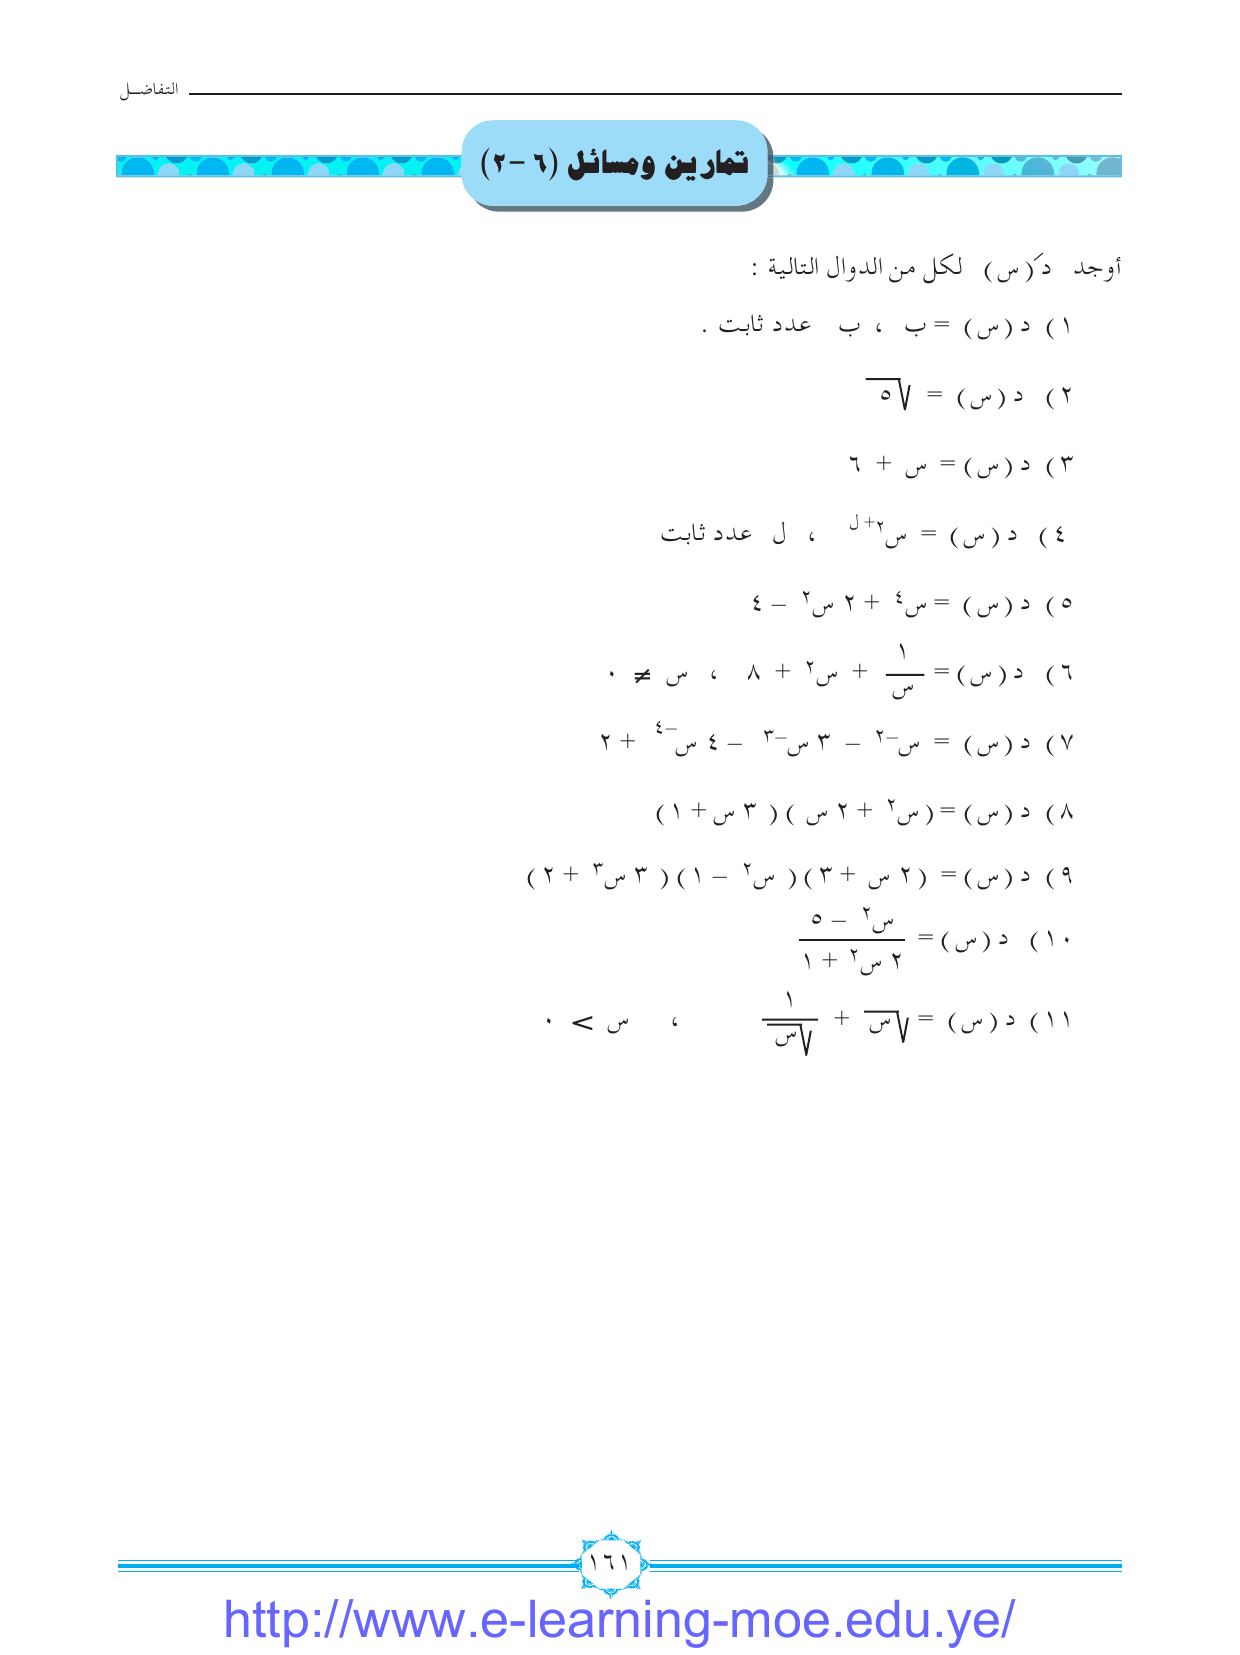 التفاضـل
تمارين ومسائل (٦ -٢)
أوجد دَ(س) لكل من الدوال التالية :
١) د(س) = ب ، ب عدد ثابت .
٢) د(س) = √٥
٣) د(س) = س + ٦
٤) د(س) = س^(٢+ل) ، ل عدد ثابت
٥) د(س) = س^٤ + ٢ س^٢ – ٤
٦) د(س) = ١/س + س^٢ + ٨ ، س ≠ ٠
٧) د(س) = س^(–٢) – ٣ س^(–٣) – ٤ س^(–٤) + ٢
٨) د(س) = (س^٢ + ٢ س) (٣ س + ١)
٩) د(س) = (٢ س + ٣) (س^٢ – ١) (٣ س^٣ + ٢)
١٠) د(س) = (س^٢ – ٥)/(٢ س^٢ + ١)
١١) د(س) = √س + ١/√س ، س > ٠
١٦١
http://www.e-learning-moe.edu.ye/